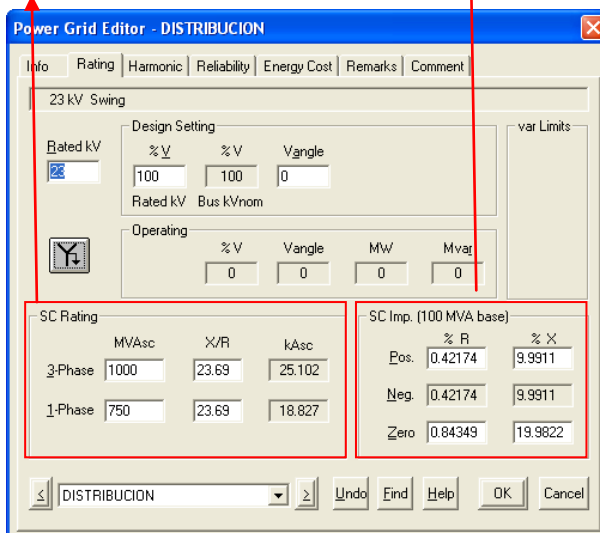 Power Grid Editor - DISTRIBUCION
Info Rating Harmonic Reliability Energy Cost Remarks Comment
23 kV Swing
Rated kV
23
Design Setting
% V % V Vangle
100 100 0
Rated kV Bus kVnom
var Limits
Operating
% V Vangle MW Mvar
0 0 0 0
SC Rating
MVAsc X/R kAsc
3-Phase 1000 23.69 25.102
1-Phase 750 23.69 18.827
SC Imp. (100 MVA base)
% R % X
Pos. 0.42174 9.9911
Neg. 0.42174 9.9911
Zero 0.84349 19.9822
< DISTRIBUCION > Undo Find Help OK Cancel